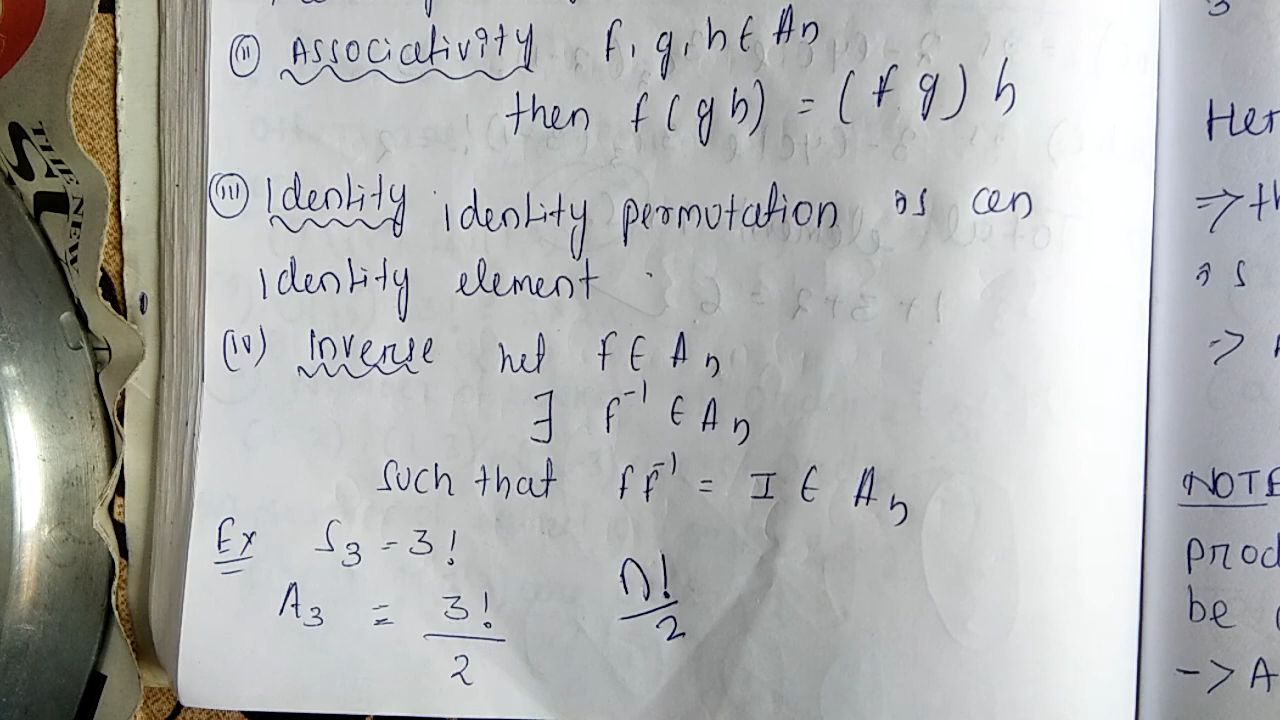 (ii) Associativity f, g, h ∈ An
then f(gh) = (fg)h
(iii) Identity identity permutation is an
identity element.
(iv) inverse let f ∈ An
∃ f⁻¹ ∈ An
such that ff⁻¹ = I ∈ An
Ex S3 - 3!
A3 = 3!/2 n!/2
THE NEW
Her
⇒ th
is
->
NOTE
prod
be
-> A